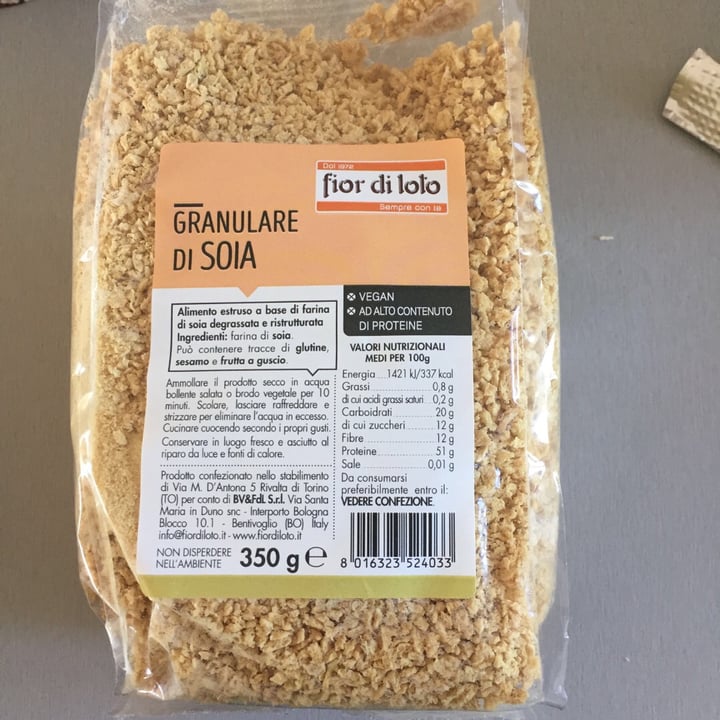 Dal 1972
fior di loto
Sempre con te
GRANULARE
DI SOIA
VEGAN
AD ALTO CONTENUTO
DI PROTEINE
Alimento estruso a base di farina
di soia degrassata e ristrutturata
Ingredienti: farina di soia.
Può contenere tracce di glutine,
sesamo e frutta a guscio.
Ammollare il prodotto secco in acqua
bollente salata o brodo vegetale per 10
minuti. Scolare, lasciare raffreddare e
strizzare per eliminare l'acqua in eccesso.
Cucinare cuocendo secondo i propri gusti.
Conservare in luogo fresco e asciutto al
riparo da luce e fonti di calore.
Prodotto confezionato nello stabilimento
di Via M. D'Antona 5 Rivalta di Torino
(TO) per conto di BV&FdL S.r.l. Via Santa
Maria in Duno snc - Interporto Bologna
Blocco 10.1 - Bentivoglio (BO) Italy
info@fiordiloto.it - www.fiordiloto.it
NON DISPERDERE
NELL'AMBIENTE
350 g e
VALORI NUTRIZIONALI
MEDI PER 100g
Energia 1421 kJ/337 kcal
Grassi 0,8 g
di cui acidi grassi saturi 0,2 g
Carboidrati 20 g
di cui zuccheri 12 g
Fibre 12 g
Proteine 51 g
Sale 0,01 g
Da consumarsi
preferibilmente entro il:
VEDERE CONFEZIONE.
8 016323 524033